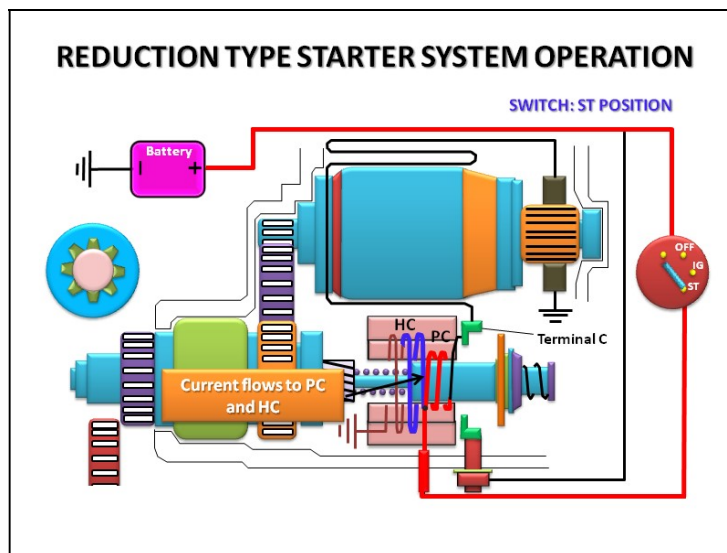 REDUCTION TYPE STARTER SYSTEM OPERATION
SWITCH: ST POSITION
Battery
- +
OFF
IG
ST
HC
PC
Terminal C
Current flows to PC
and HC